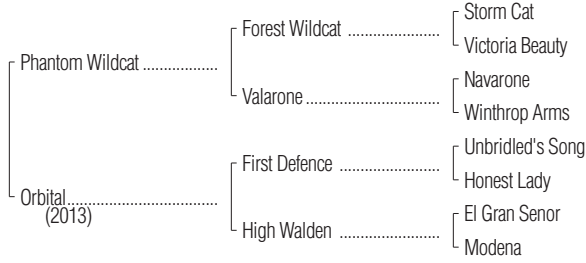 Storm Cat
Forest Wildcat ....................
Victoria Beauty
Phantom Wildcat .................
Navarone
Valarone .............................
Winthrop Arms
Unbridled's Song
First Defence ......................
Honest Lady
Orbital ..................................
(2013)
El Gran Senor
High Walden ......................
Modena